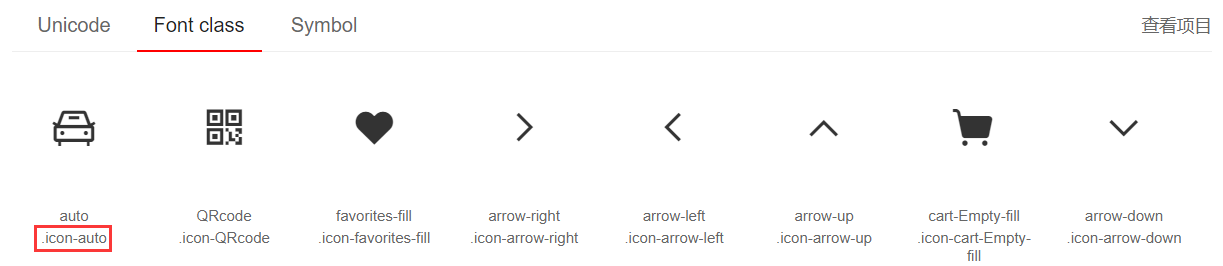 Unicode Font class Symbol 查看项目
auto QRcode favorites-fill arrow-right arrow-left arrow-up cart-Empty-fill arrow-down
.icon-auto .icon-QRcode .icon-favorites-fill .icon-arrow-right .icon-arrow-left .icon-arrow-up .icon-cart-Empty- .icon-arrow-down
fill